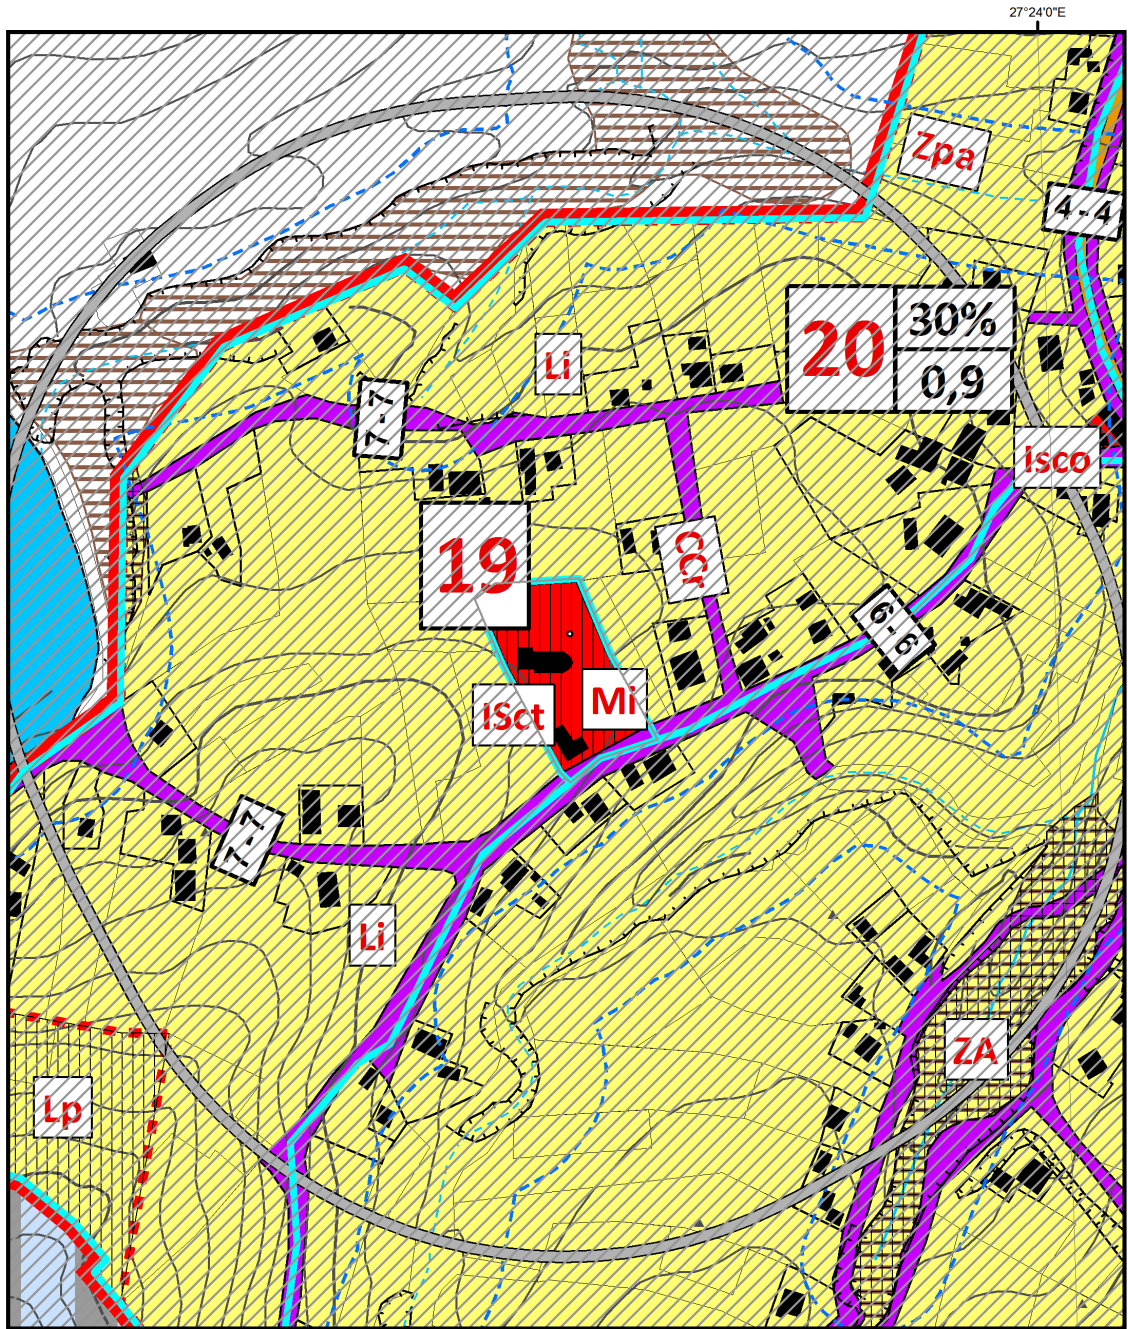 27°24'0"E
Zpa
4-4
30%
20
0,9
Li
7-7
Isco
19
CCr
6-6
ISct
Mi
7-7
Li
ZA
Lp